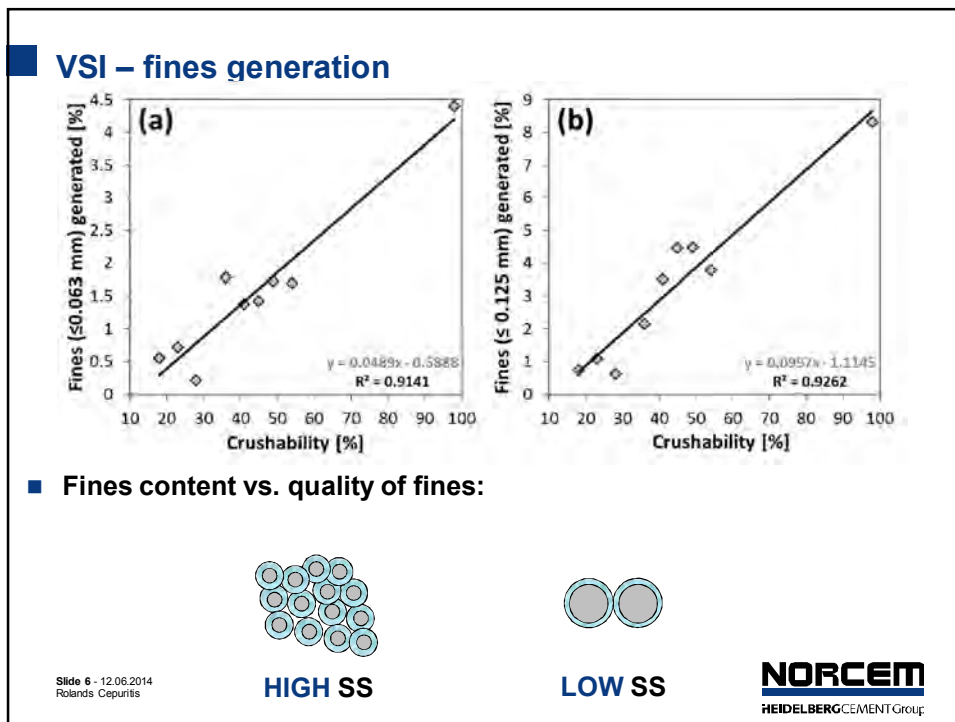 VSI – fines generation
(a)
Fines (≤0.063 mm) generated [%]
4.5
4
3.5
3
2.5
2
1.5
1
0.5
0
y = 0.0489x - 0.5888
R² = 0.9141
10 20 30 40 50 60 70 80 90 100
Crushability [%]
(b)
Fines (≤ 0.125 mm) generated [%]
9
8
7
6
5
4
3
2
1
0
y = 0.0997x - 1.1145
R² = 0.9262
10 20 30 40 50 60 70 80 90 100
Crushability [%]
Fines content vs. quality of fines:
HIGH SS
LOW SS
Slide 6 - 12.06.2014
Rolands Cepuritis
NORCEM
HEIDELBERGCEMENT Group